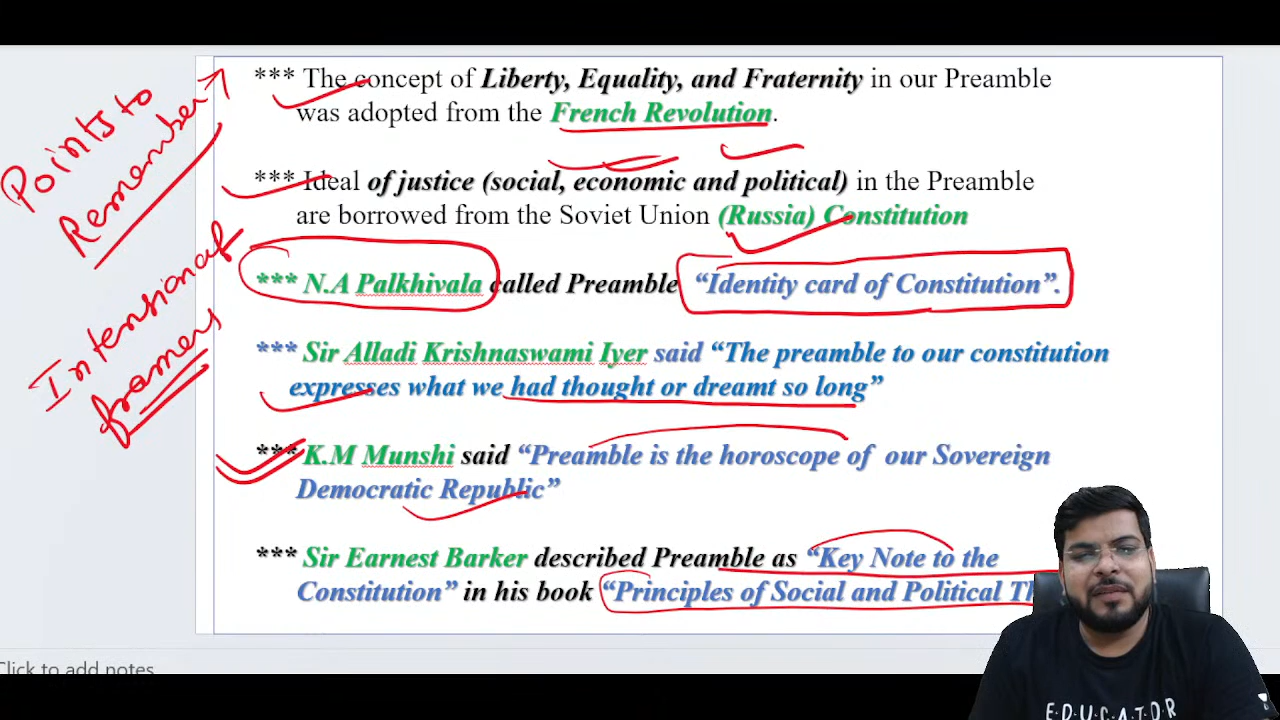 *** The concept of Liberty, Equality, and Fraternity in our Preamble
was adopted from the French Revolution.
*** Ideal of justice (social, economic and political) in the Preamble
are borrowed from the Soviet Union (Russia) Constitution
*** N.A Palkhivala called Preamble “Identity card of Constitution”.
*** Sir Alladi Krishnaswami Iyer said “The preamble to our constitution
expresses what we had thought or dreamt so long”
*** K.M Munshi said “Preamble is the horoscope of our Sovereign
Democratic Republic”
*** Sir Earnest Barker described Preamble as “Key Note to the
Constitution” in his book “Principles of Social and Political
Points to
Remember
framers
Click to add notes
EDUCATOR